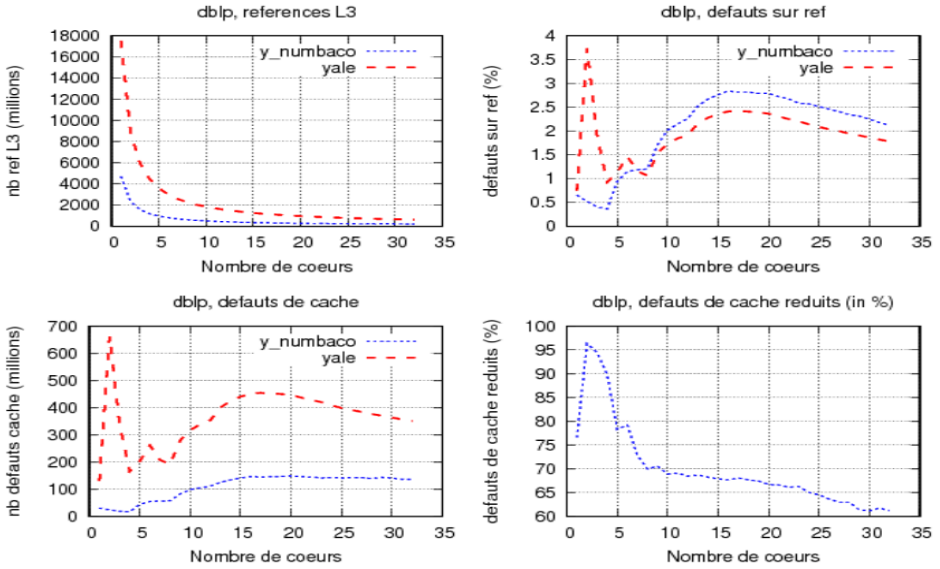 dblp, references L3
nb ref L3 (millions)
18000
16000
14000
12000
10000
8000
6000
4000
2000
0
y_numbaco
yale
0 5 10 15 20 25 30 35
Nombre de coeurs
dblp, defauts sur ref
defauts sur ref (%)
4
3.5
3
2.5
2
1.5
1
0.5
0
y_numbaco
yale
0 5 10 15 20 25 30 35
Nombre de coeurs
dblp, defauts de cache
nb defauts cache (millions)
700
600
500
400
300
200
100
0
y_numbaco
yale
0 5 10 15 20 25 30 35
Nombre de coeurs
dblp, defauts de cache reduits (in %)
defauts de cache reduits (%)
100
95
90
85
80
75
70
65
60
0 5 10 15 20 25 30 35
Nombre de coeurs